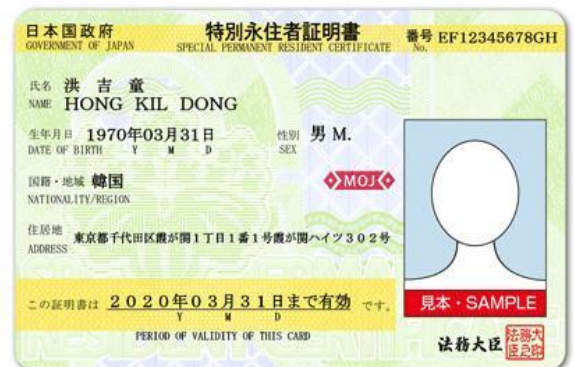 日本国政府 特別永住者証明書 番号 EF12345678GH
GOVERNMENT OF JAPAN SPECIAL PERMANENT RESIDENT CERTIFICATE No.
氏名 洪吉童
NAME HONG KIL DONG
生年月日 1970年03月31日 性別 男 M.
DATE OF BIRTH Y M D SEX
国籍・地域 韓国
NATIONALITY/REGION
MOJ
住居地 東京都千代田区霞が関1丁目1番1号霞が関ハイツ302号
ADDRESS
この証明書は 2020年03月31日まで有効 です。
Y M D
PERIOD OF VALIDITY OF THIS CARD
見本・SAMPLE
法務大臣